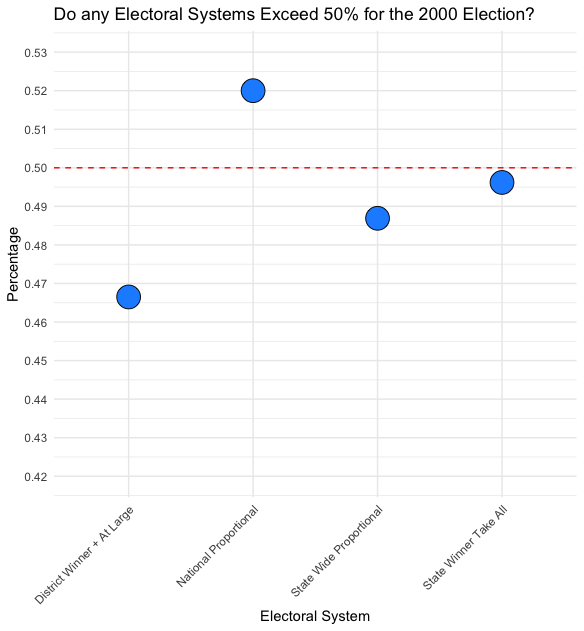 Do any Electoral Systems Exceed 50% for the 2000 Election?
Percentage
0.53
0.52
0.51
0.50
0.49
0.48
0.47
0.46
0.45
0.44
0.43
0.42
District Winner + At Large
National Proportional
State Wide Proportional
State Winner Take All
Electoral System